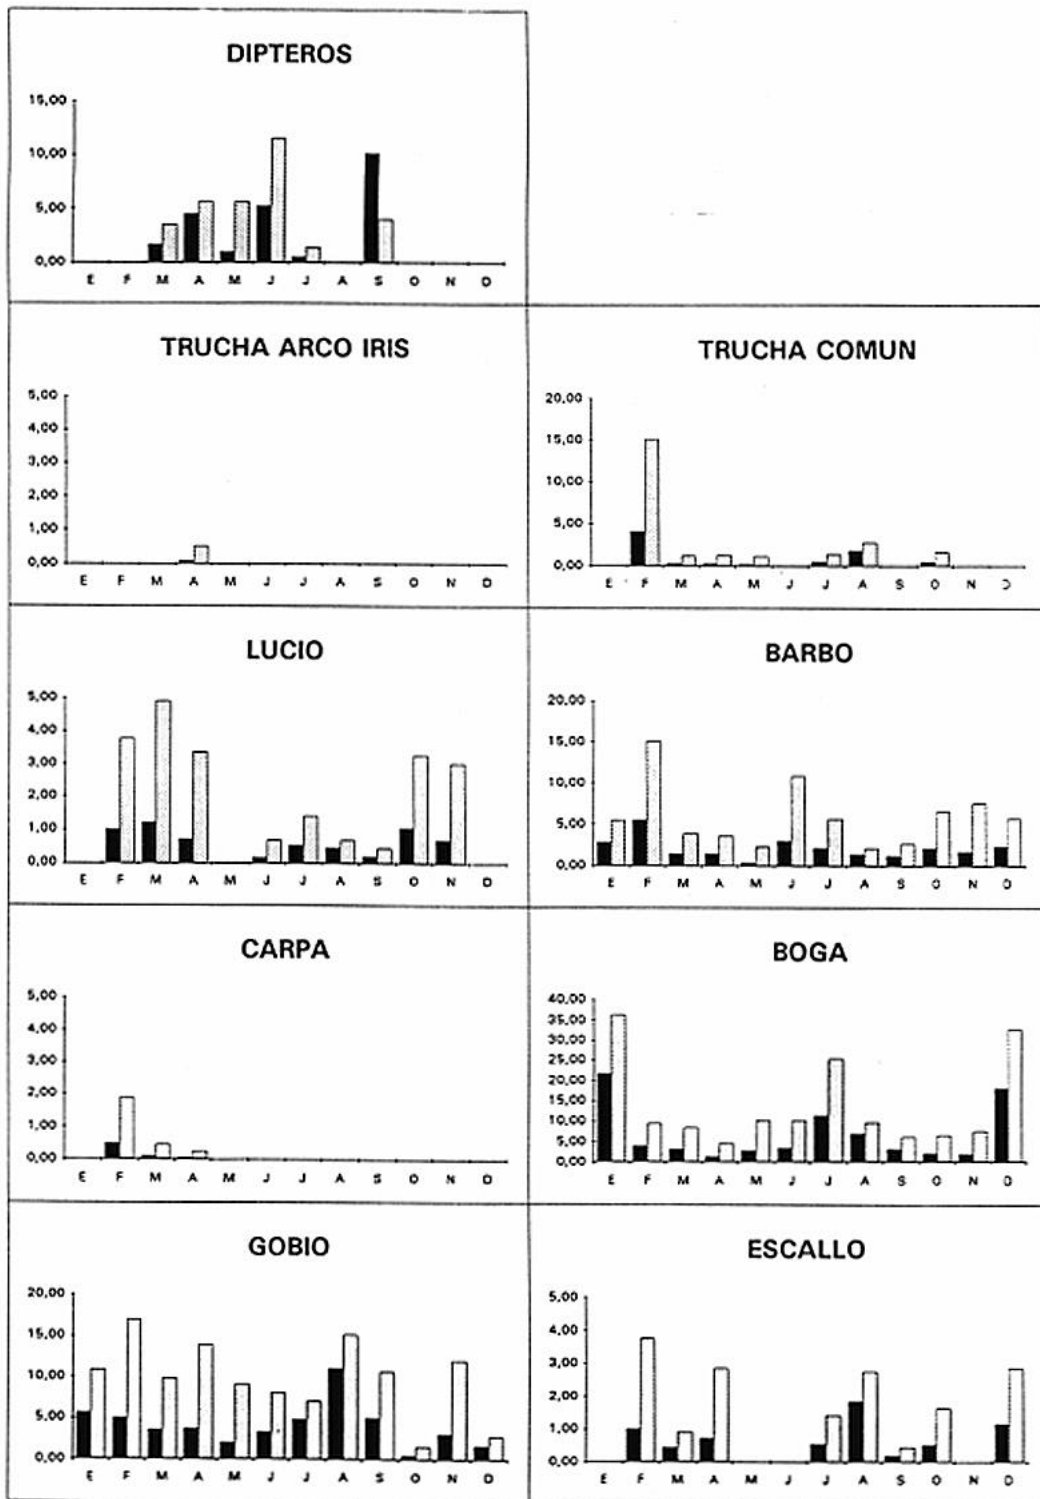 DIPTEROS
15,00
10,00
5,00
0,00
E F M A M J J A S O N D
TRUCHA ARCO IRIS
5,00
4,00
3,00
2,00
1,00
0,00
E F M A M J J A S O N D
TRUCHA COMUN
20,00
15,00
10,00
5,00
0,00
E F M A M J J A S O N D
LUCIO
5,00
4,00
3,00
2,00
1,00
0,00
E F M A M J J A S O N D
BARBO
20,00
15,00
10,00
5,00
0,00
E F M A M J J A S O N D
CARPA
5,00
4,00
3,00
2,00
1,00
0,00
E F M A M J J A S O N D
BOGA
40,00
35,00
30,00
25,00
20,00
15,00
10,00
5,00
0,00
E F M A M J J A S O N D
GOBIO
20,00
15,00
10,00
5,00
0,00
E F M A M J J A S O N D
ESCALLO
5,00
4,00
3,00
2,00
1,00
0,00
E F M A M J J A S O N D